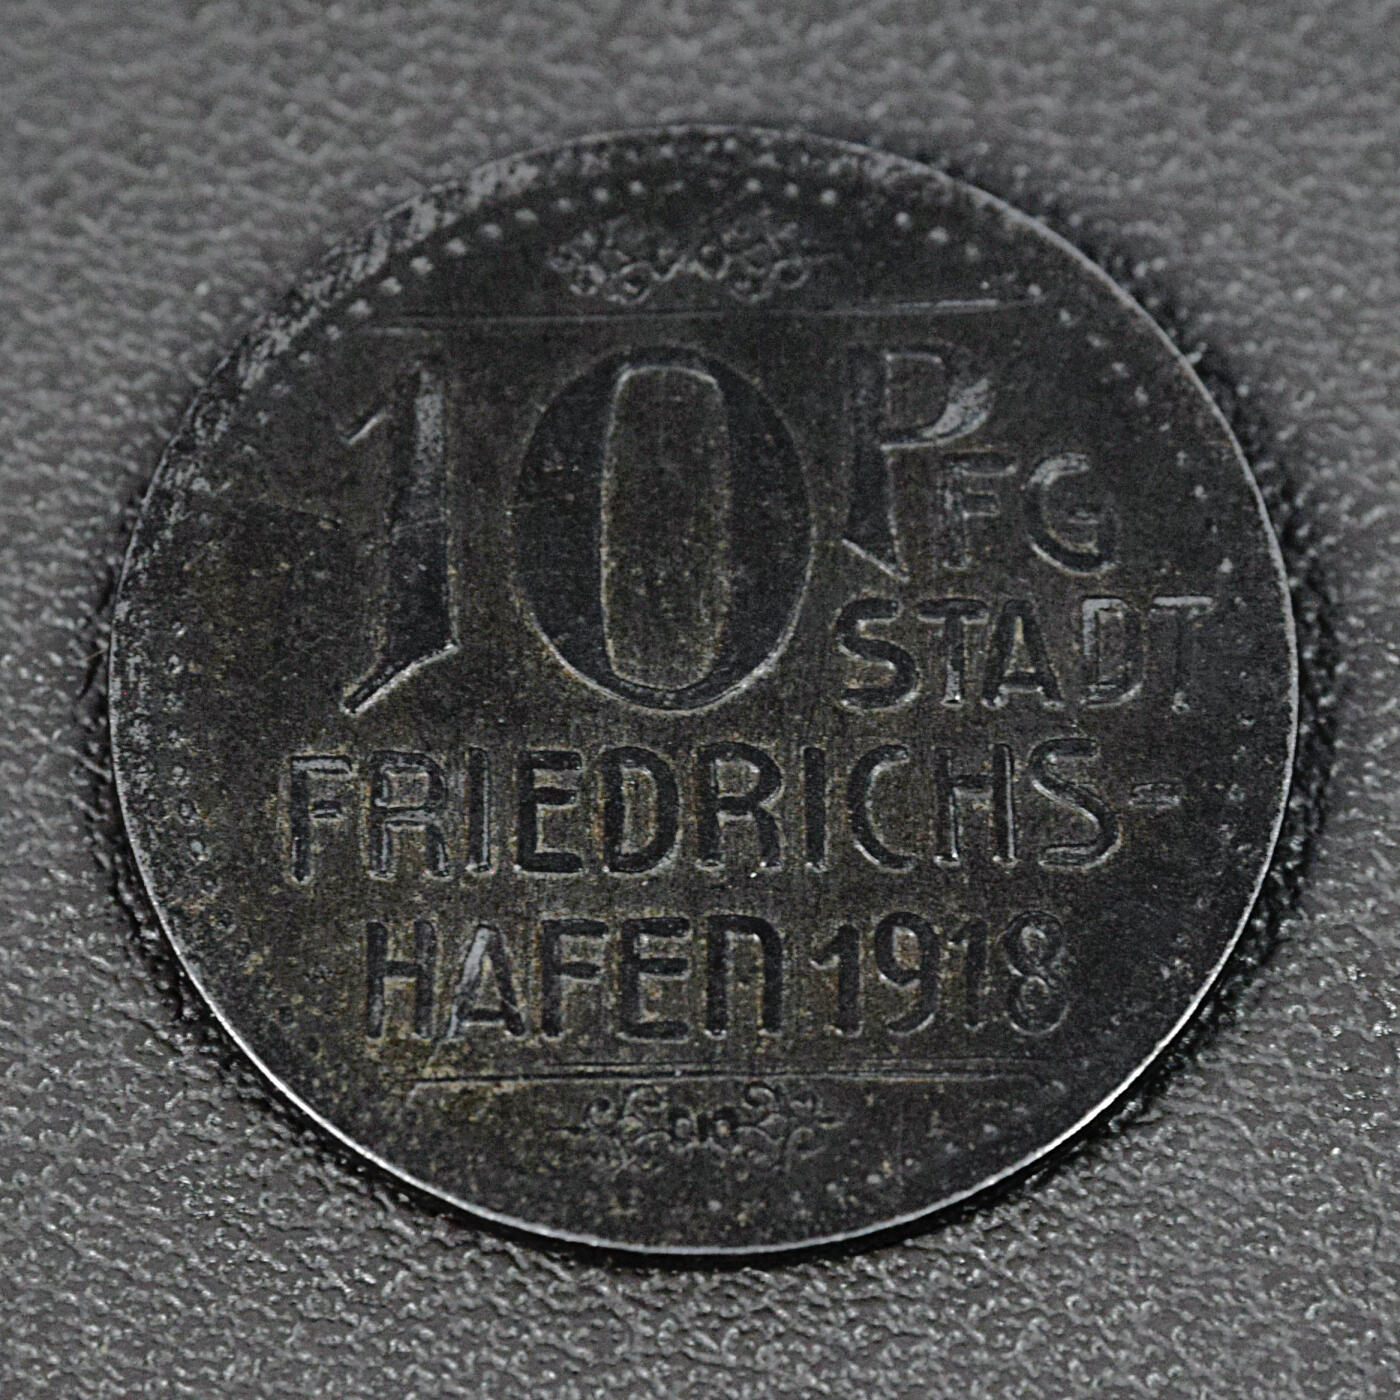 10 PFG
STADT
FRIEDRICHS-
HAFEN 1918